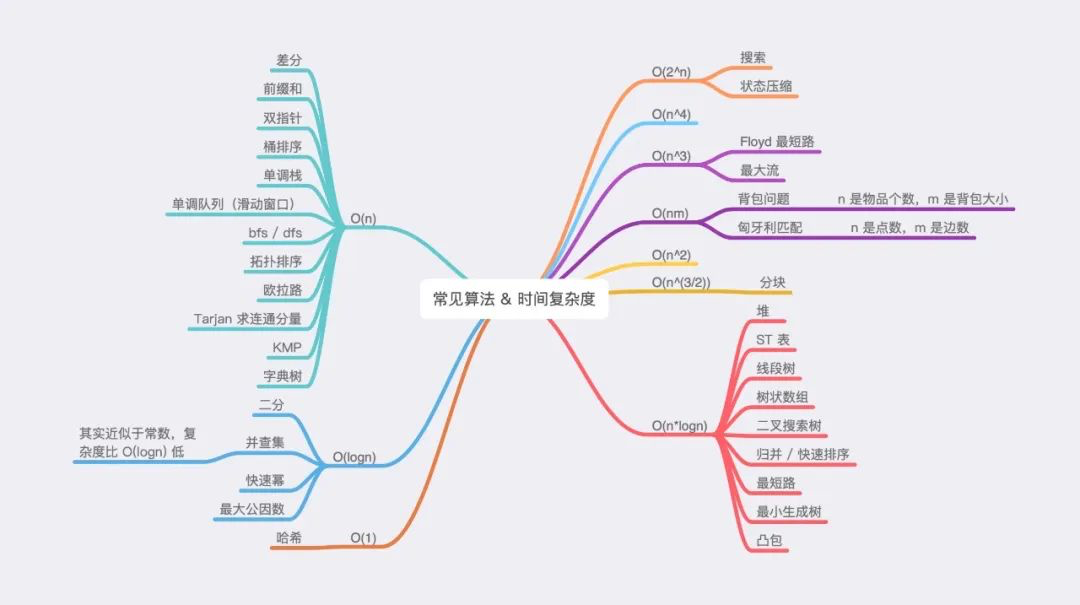 常见算法 & 时间复杂度
O(2^n)
搜索
状态压缩
O(n^4)
O(n^3)
Floyd 最短路
最大流
O(nm)
背包问题
n 是物品个数，m 是背包大小
匈牙利匹配
n 是点数，m 是边数
O(n^2)
O(n^(3/2))
分块
O(n*logn)
堆
ST 表
线段树
树状数组
二叉搜索树
归并 / 快速排序
最短路
最小生成树
凸包
O(n)
差分
前缀和
双指针
桶排序
单调栈
单调队列（滑动窗口）
bfs / dfs
拓扑排序
欧拉路
Tarjan 求连通分量
KMP
字典树
O(logn)
二分
并查集
其实近似于常数，复
杂度比 O(logn) 低
快速幂
最大公因数
O(1)
哈希